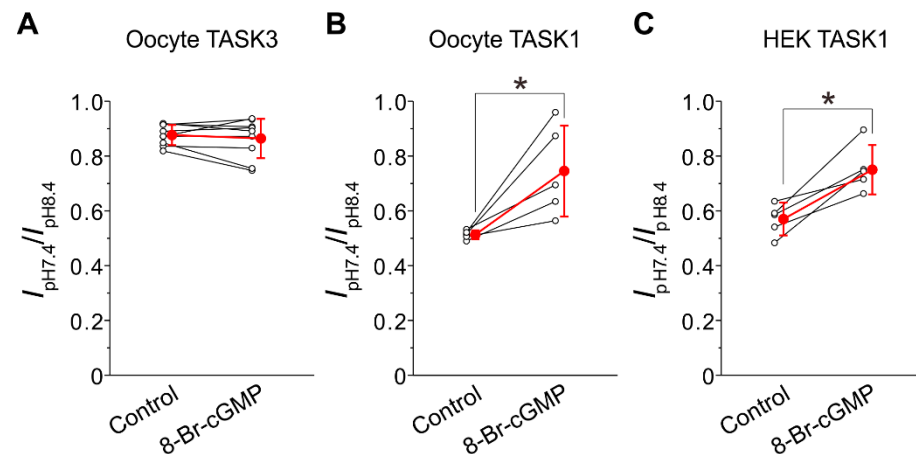 A
Oocyte TASK3
1.0
0.8
0.6
0.4
0.2
0
IpH7.4/IpH8.4
Control
8-Br-cGMP
B
Oocyte TASK1
*
1.0
0.8
0.6
0.4
0.2
0
IpH7.4/IpH8.4
Control
8-Br-cGMP
C
HEK TASK1
*
1.0
0.8
0.6
0.4
0.2
0
IpH7.4/IpH8.4
Control
8-Br-cGMP